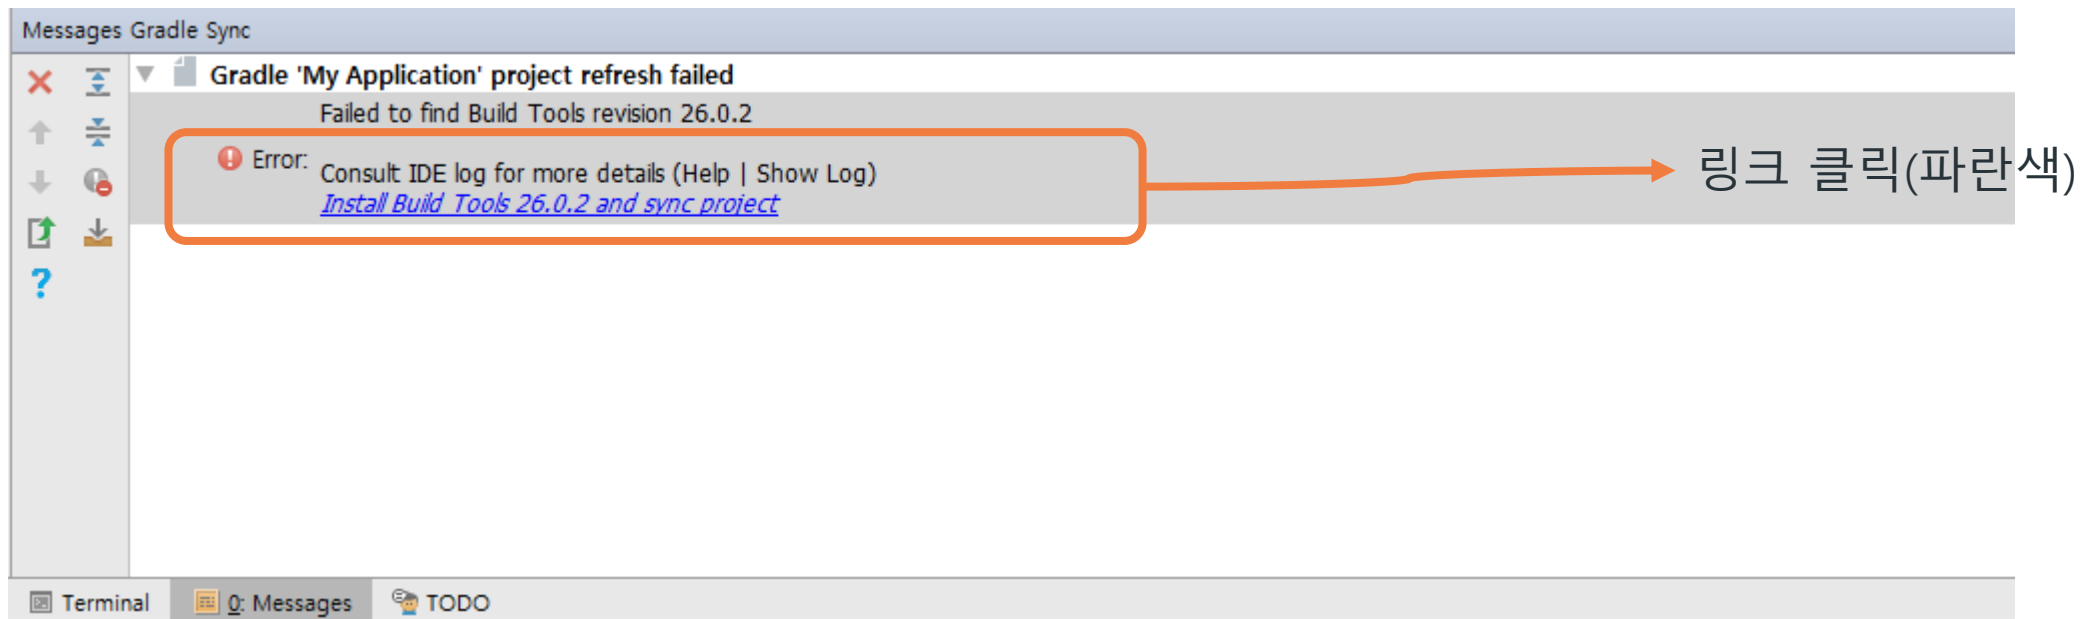 Messages Gradle Sync
Gradle 'My Application' project refresh failed
Failed to find Build Tools revision 26.0.2
Error:
Consult IDE log for more details (Help | Show Log)
Install Build Tools 26.0.2 and sync project
링크 클릭(파란색)
Terminal
0: Messages
TODO